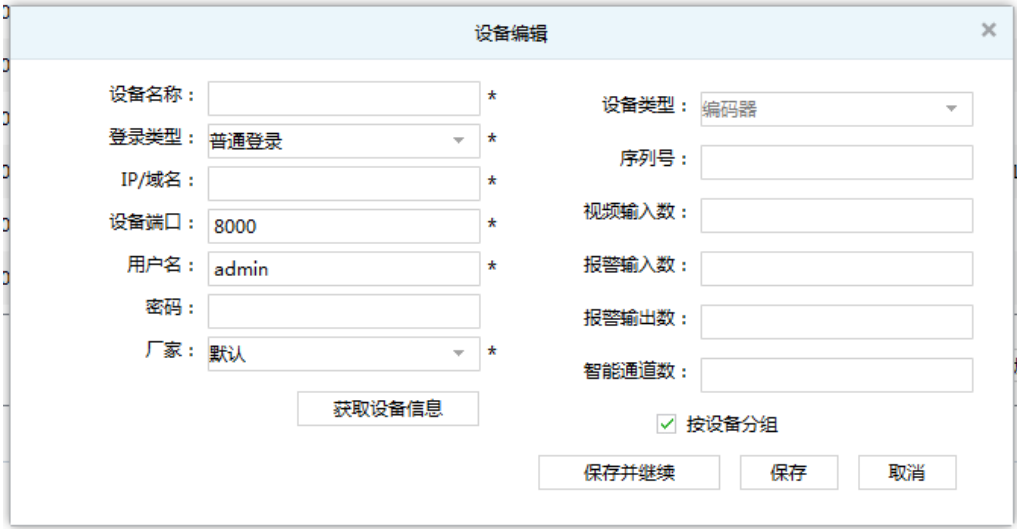 设备编辑
×
设备名称： *
登录类型： 普通登录 *
IP/域名： *
设备端口： 8000 *
用户名： admin *
密码：
厂家： 默认 *
获取设备信息
设备类型： 编码器
序列号：
视频输入数：
报警输入数：
报警输出数：
智能通道数：
按设备分组
保存并继续 保存 取消